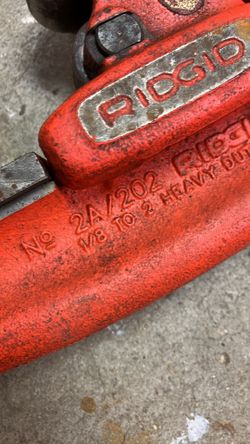 RIDGID
Nº 2A/202 RIDGID
1/8 TO 2 HEAVY DUTY